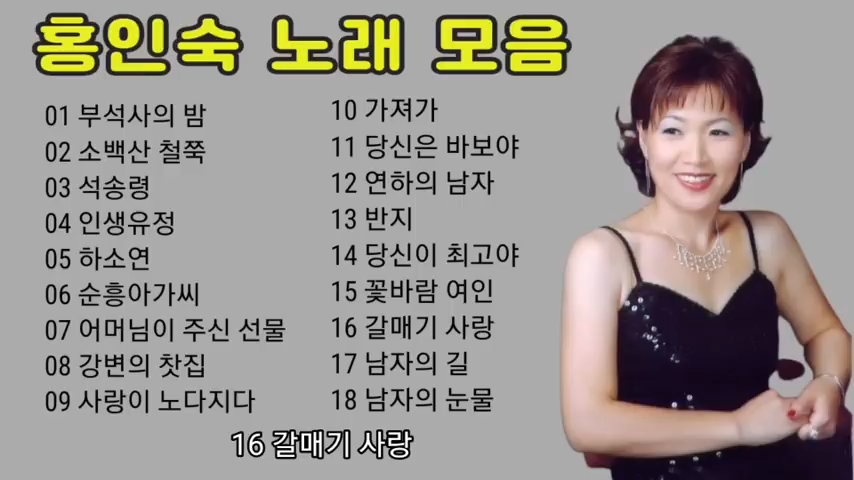 홍인숙 노래 모음
01 부석사의 밤
02 소백산 철쭉
03 석송령
04 인생유정
05 하소연
06 순흥아가씨
07 어머님이 주신 선물
08 강변의 찻집
09 사랑이 노다지다
10 가져가
11 당신은 바보야
12 연하의 남자
13 반지
14 당신이 최고야
15 꽃바람 여인
16 갈매기 사랑
17 남자의 길
18 남자의 눈물
16 갈매기 사랑